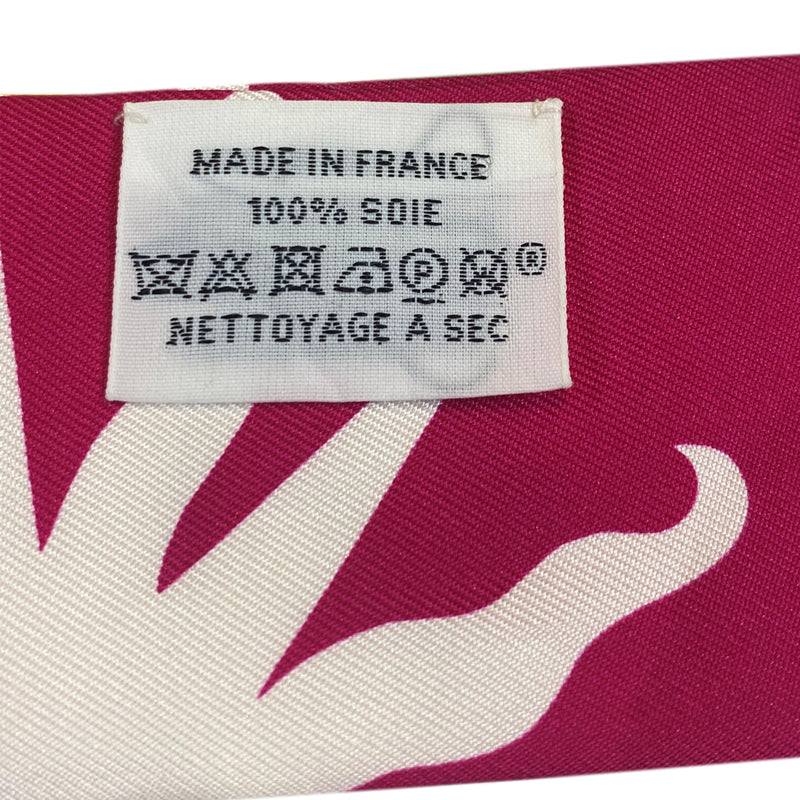 MADE IN FRANCE
100% SOIE
P ®
NETTOYAGE A SEC